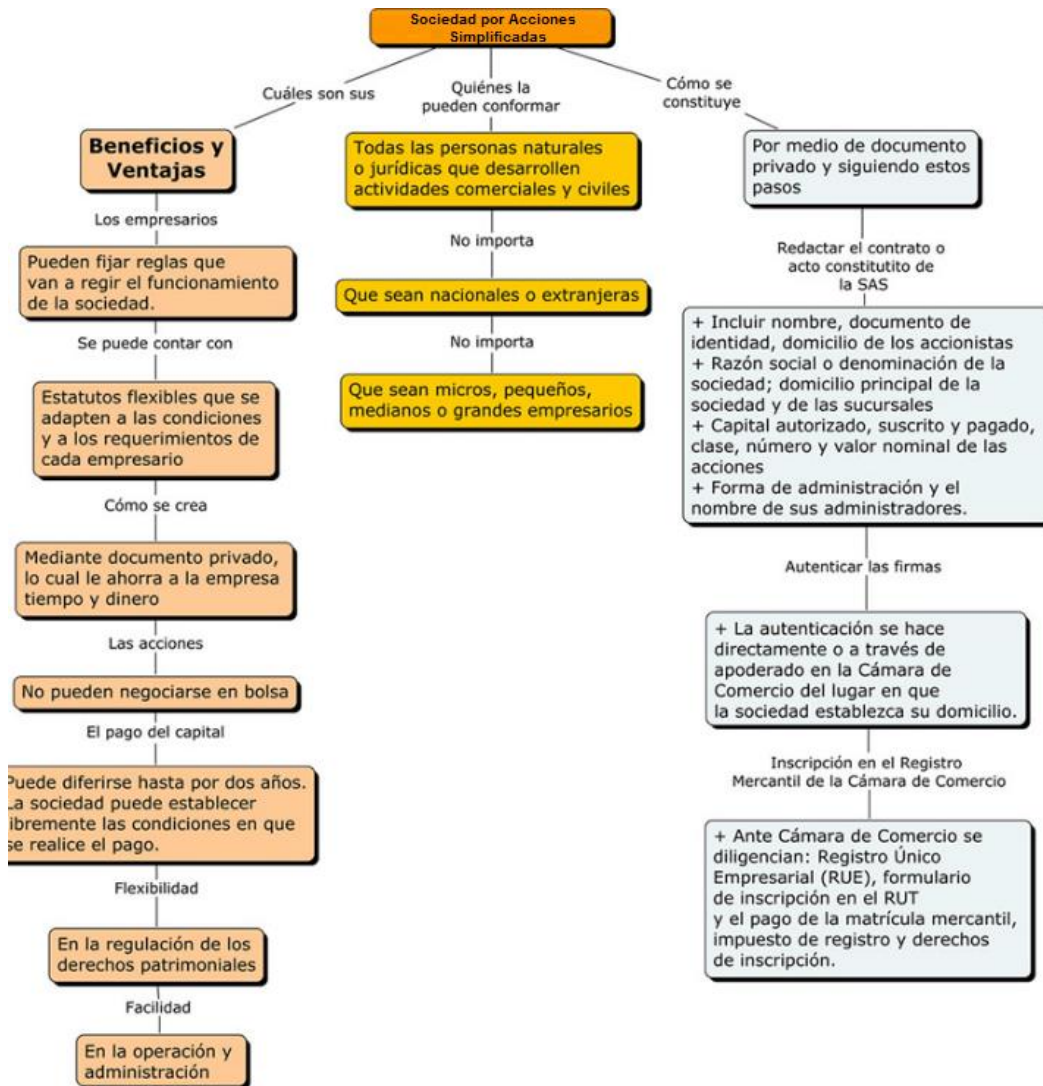 Sociedad por Acciones
Simplificadas
Cuáles son sus
Beneficios y
Ventajas
Los empresarios
Pueden fijar reglas que
van a regir el funcionamiento
de la sociedad.
Se puede contar con
Estatutos flexibles que se
adapten a las condiciones
y a los requerimientos de
cada empresario
Cómo se crea
Mediante documento privado,
lo cual le ahorra a la empresa
tiempo y dinero
Las acciones
No pueden negociarse en bolsa
El pago del capital
Puede diferirse hasta por dos años.
La sociedad puede establecer
libremente las condiciones en que
se realice el pago.
Flexibilidad
En la regulación de los
derechos patrimoniales
Facilidad
En la operación y
administración
Quiénes la
pueden conformar
Todas las personas naturales
o jurídicas que desarrollen
actividades comerciales y civiles
No importa
Que sean nacionales o extranjeras
No importa
Que sean micros, pequeños,
medianos o grandes empresarios
Cómo se
constituye
Por medio de documento
privado y siguiendo estos
pasos
Redactar el contrato o
acto constitutito de
la SAS
+ Incluir nombre, documento de
identidad, domicilio de los accionistas
+ Razón social o denominación de la
sociedad; domicilio principal de la
sociedad y de las sucursales
+ Capital autorizado, suscrito y pagado,
clase, número y valor nominal de las
acciones
+ Forma de administración y el
nombre de sus administradores.
Autenticar las firmas
+ La autenticación se hace
directamente o a través de
apoderado en la Cámara de
Comercio del lugar en que
la sociedad establezca su domicilio.
Inscripción en el Registro
Mercantil de la Cámara de Comercio
+ Ante Cámara de Comercio se
diligencian: Registro Único
Empresarial (RUE), formulario
de inscripción en el RUT
y el pago de la matrícula mercantil,
impuesto de registro y derechos
de inscripción.